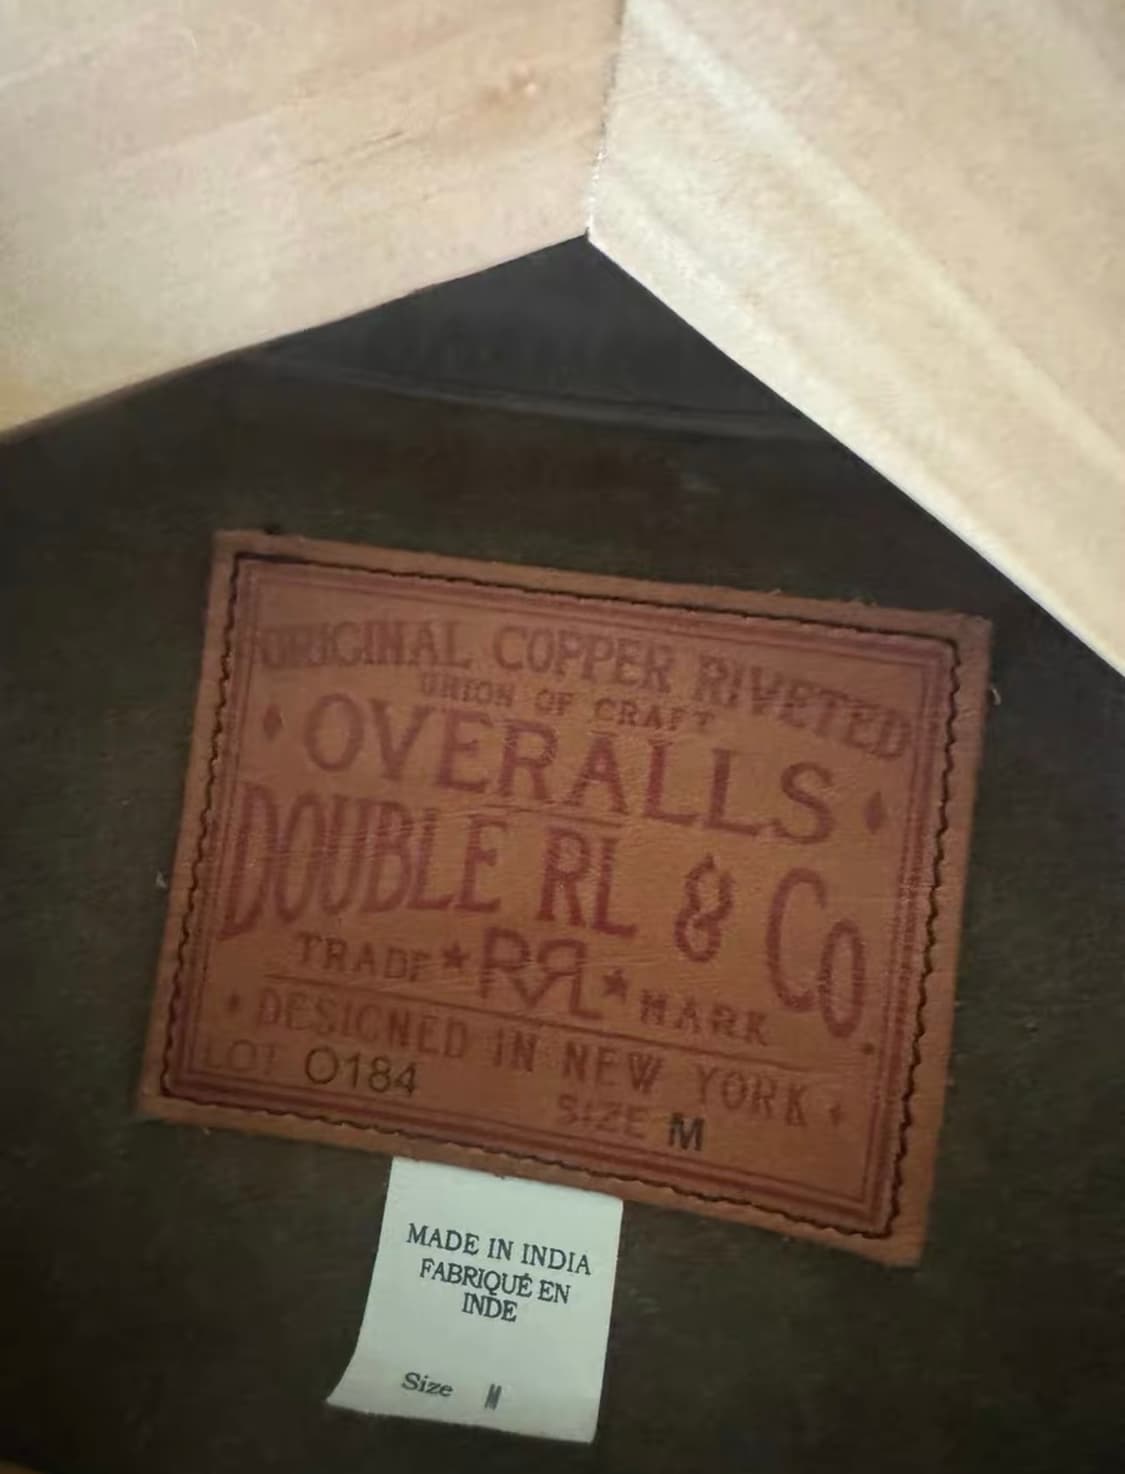 ORIGINAL COPPER RIVETED
UNION OF CRAFT
OVERALLS
DOUBLE RL & Co.
TRADE ★ RRL ★ MARK
DESIGNED IN NEW YORK
LOT 0184
SIZE M
MADE IN INDIA
FABRIQUÉ EN
INDE
Size M